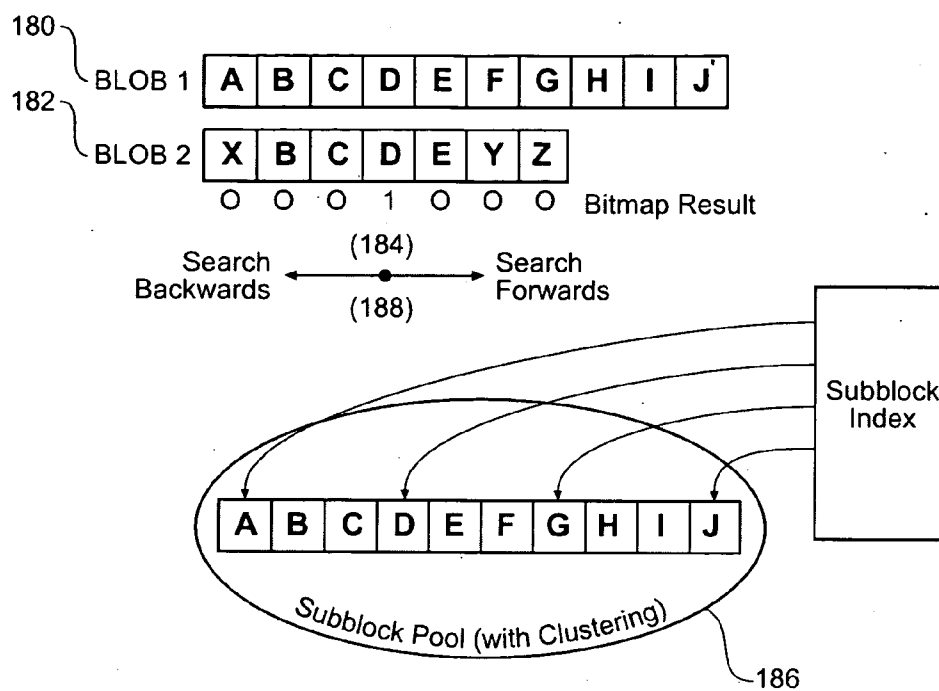 180
BLOB 1 A B C D E F G H I J'
182
BLOB 2 X B C D E Y Z
O O O 1 O O O Bitmap Result
(184)
Search Backwards
Search Forwards
(188)
Subblock Index
A B C D E F G H I J
Subblock Pool (with Clustering)
186